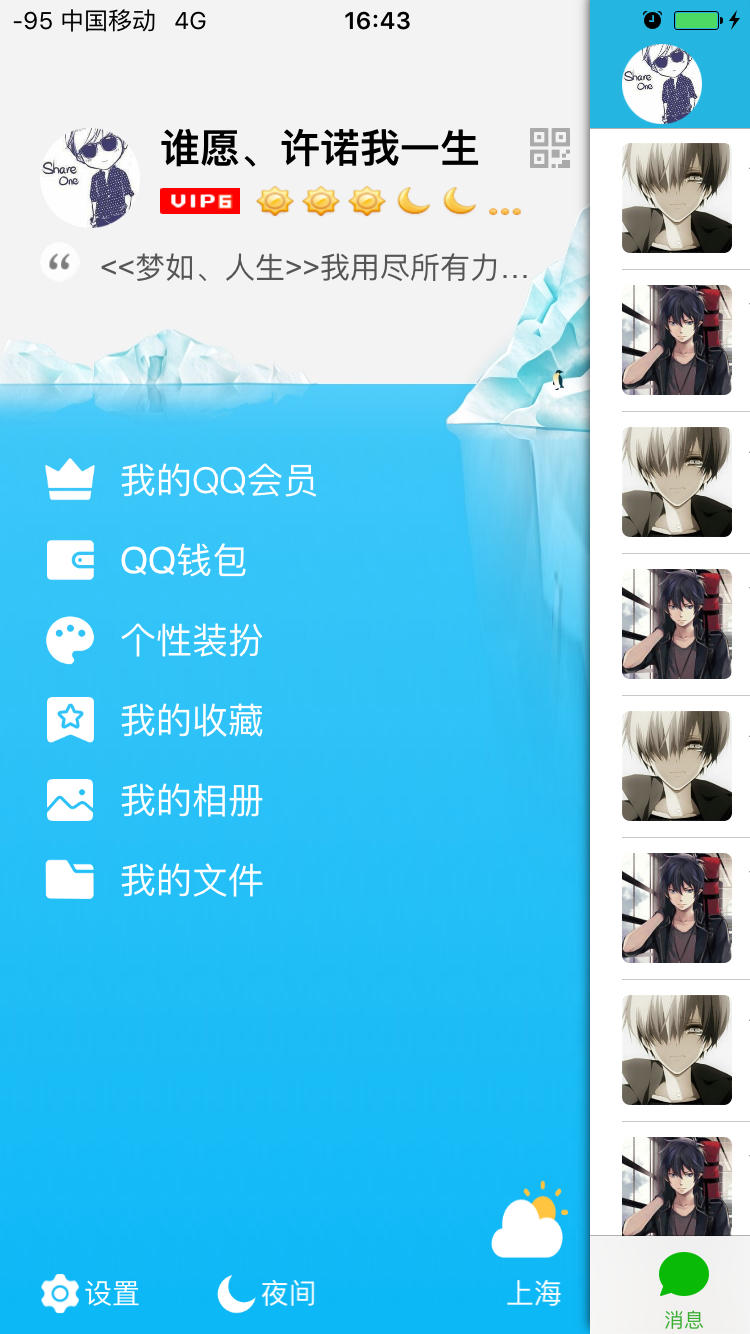 -95 中国移动 4G 16:43
谁愿、许诺我一生
Share
One
VIP6
<<梦如、人生>>我用尽所有力...
我的QQ会员
QQ钱包
个性装扮
我的收藏
我的相册
我的文件
设置
夜间
上海
Share
One
消息